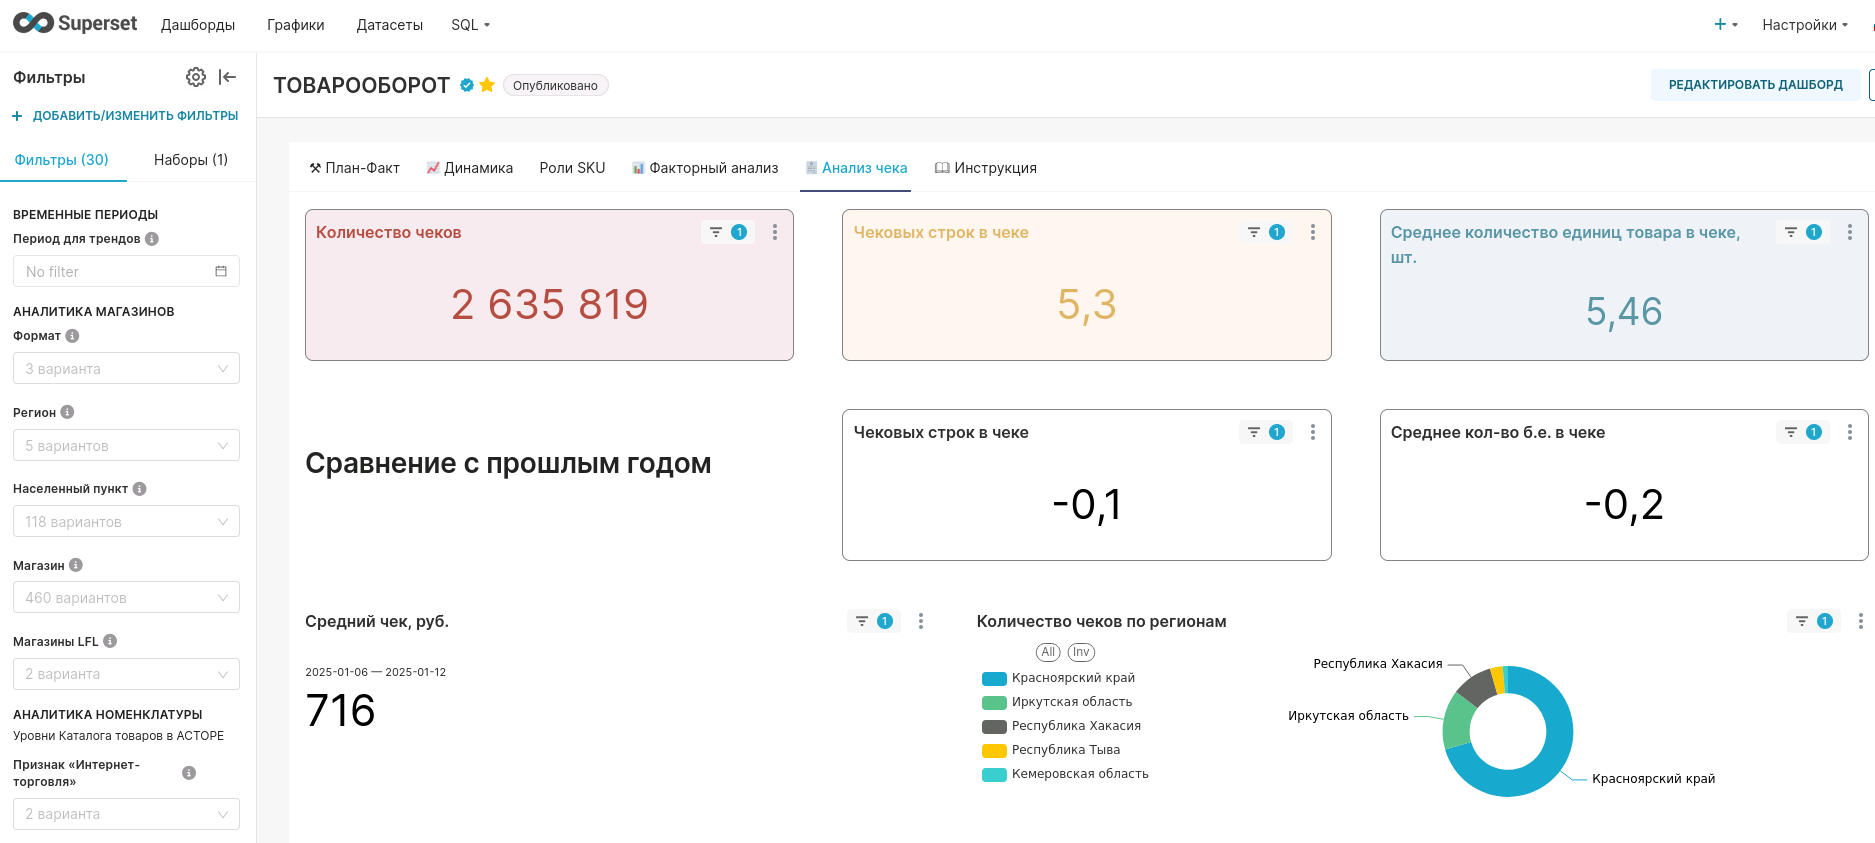 Superset Дашборды Графики Датасеты SQL
Настройки
Фильтры
ДОБАВИТЬ/ИЗМЕНИТЬ ФИЛЬТРЫ
Фильтры (30) Наборы (1)
ВРЕМЕННЫЕ ПЕРИОДЫ
Период для трендов
No filter
АНАЛИТИКА МАГАЗИНОВ
Формат
3 варианта
Регион
5 вариантов
Населенный пункт
118 вариантов
Магазин
460 вариантов
Магазины LFL
2 варианта
АНАЛИТИКА НОМЕНКЛАТУРЫ
Уровни Каталога товаров в АСТОРЕ
Признак «Интернет-
торговля»
2 варианта
ТОВАРООБОРОТ Опубликовано
РЕДАКТИРОВАТЬ ДАШБОРД
План-Факт Динамика Роли SKU Факторный анализ Анализ чека Инструкция
Количество чеков 1
2 635 819
Чековых строк в чеке 1
5,3
Среднее количество единиц товара в чеке, 1
шт.
5,46
Сравнение с прошлым годом
Чековых строк в чеке 1
-0,1
Среднее кол-во б.е. в чеке 1
-0,2
Средний чек, руб. 1
2025-01-06 — 2025-01-12
716
Количество чеков по регионам 1
All Inv
Красноярский край
Иркутская область
Республика Хакасия
Республика Тыва
Кемеровская область
Республика Хакасия
Иркутская область
Красноярский край